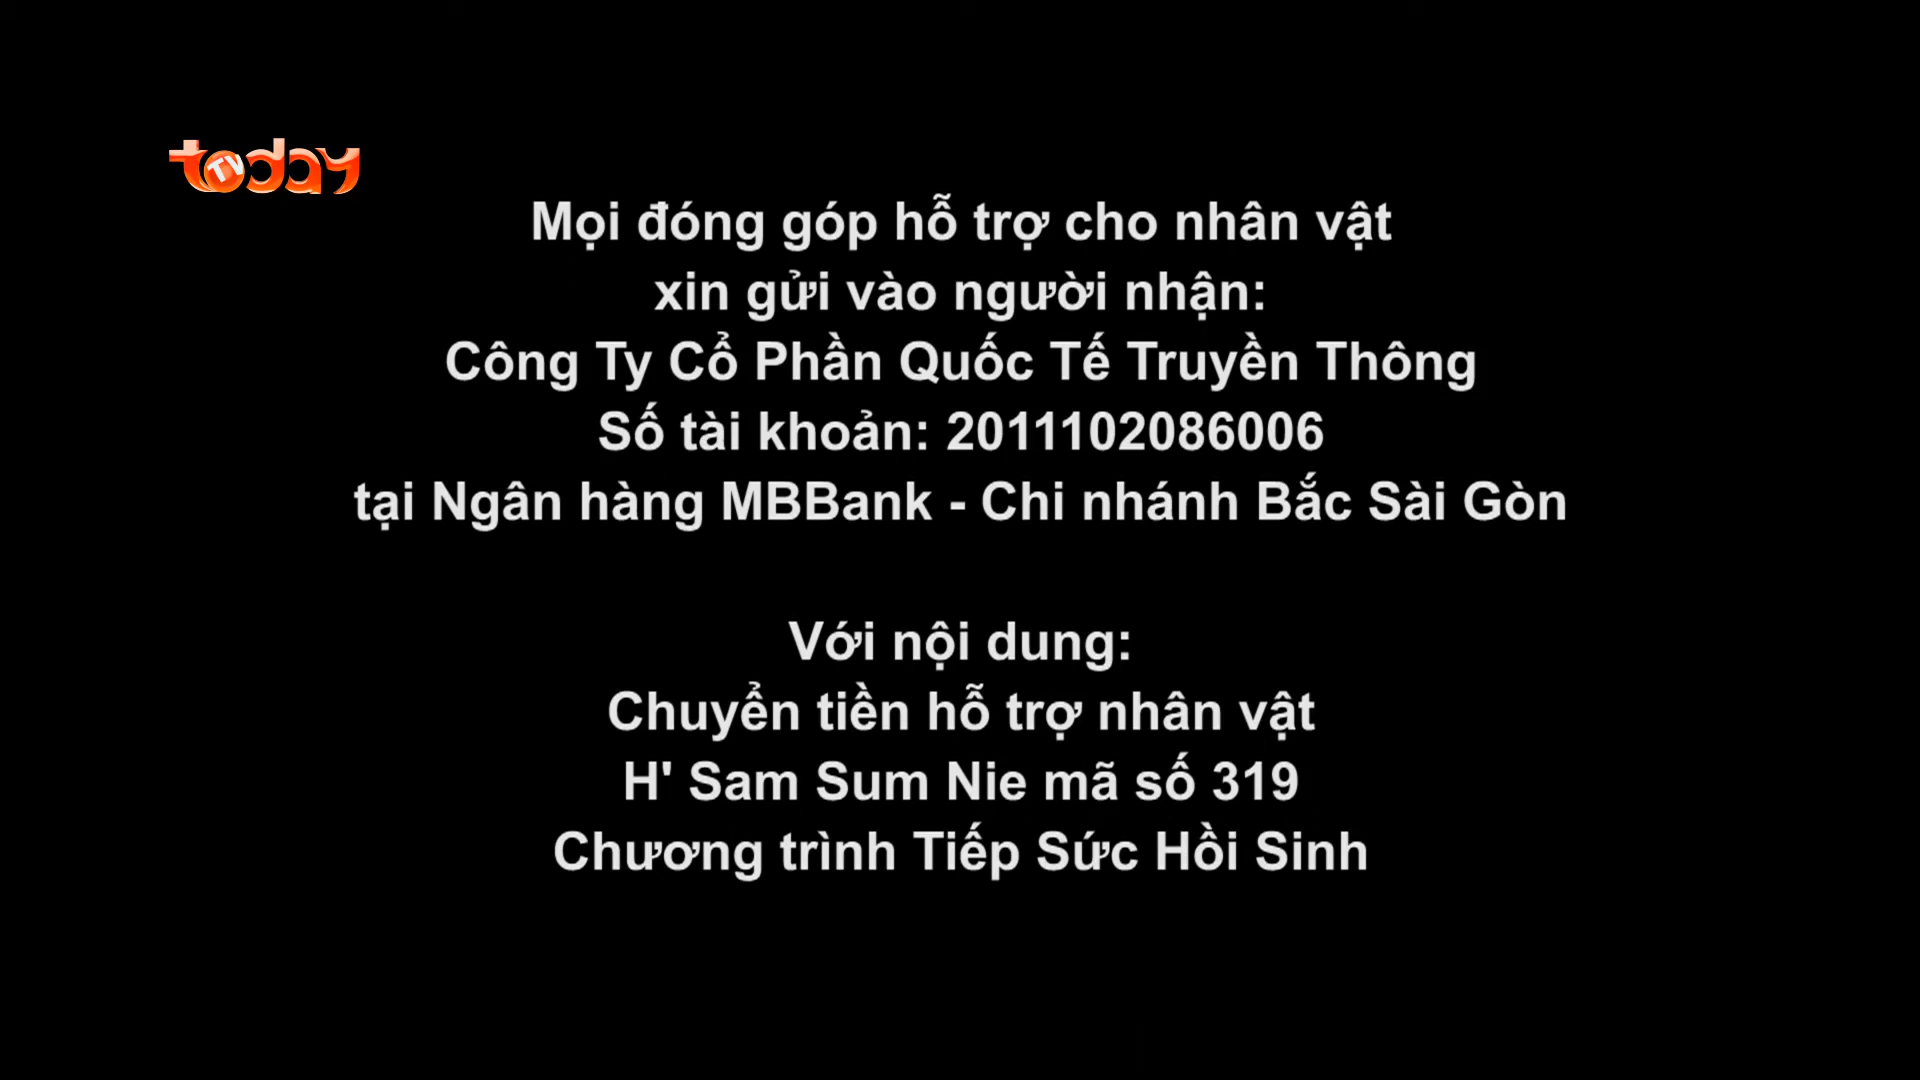 today TV
Mọi đóng góp hỗ trợ cho nhân vật
xin gửi vào người nhận:
Công Ty Cổ Phần Quốc Tế Truyền Thông
Số tài khoản: 2011102086006
tại Ngân hàng MBBank - Chi nhánh Bắc Sài Gòn
Với nội dung:
Chuyển tiền hỗ trợ nhân vật
H' Sam Sum Nie mã số 319
Chương trình Tiếp Sức Hồi Sinh